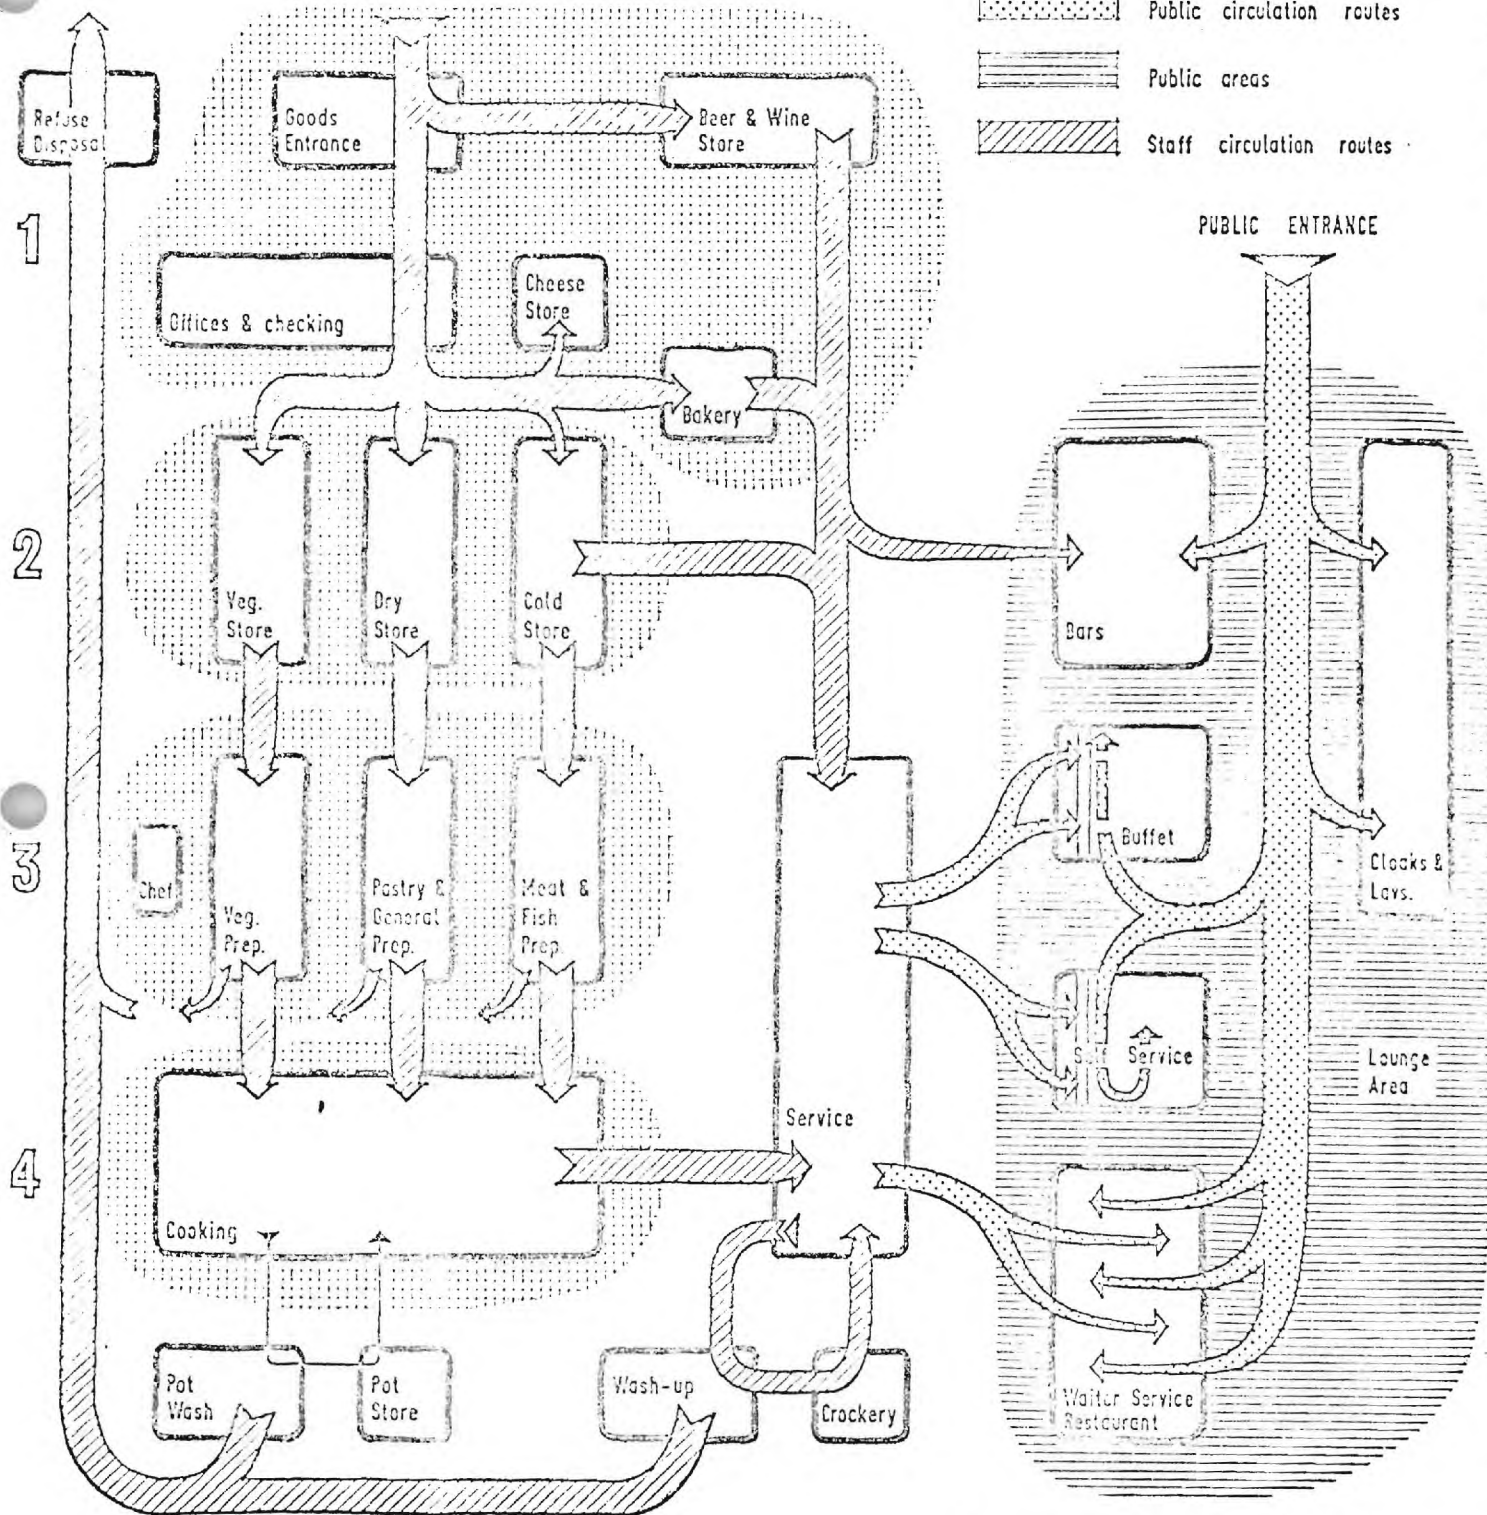 Public circulation routes
Public areas
Staff circulation routes
PUBLIC ENTRANCE
Refuse
Disposal
Goods
Entrance
Beer & Wine
Store
1
Offices & checking
Cheese
Store
Bakery
2
Veg.
Store
Dry
Store
Cold
Store
Bars
3
Chef
Veg.
Prep.
Pastry &
General
Prep.
Meat &
Fish
Prep.
Buffet
Cloaks &
Lavs.
Self Service
Lounge
Area
Service
4
Cooking
Pot
Wash
Pot
Store
Wash-up
Crockery
Waiter Service
Restaurant